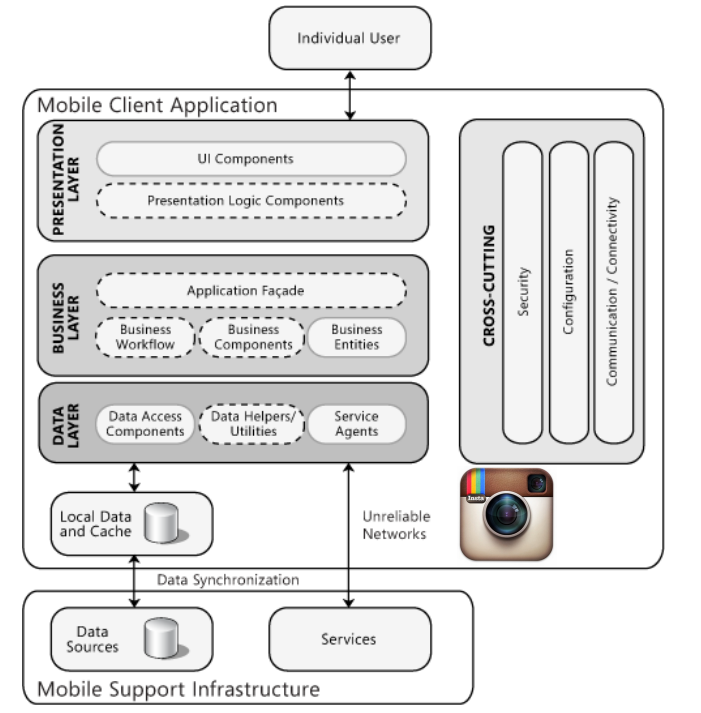 Individual User
Mobile Client Application
PRESENTATION
LAYER
UI Components
Presentation Logic Components
BUSINESS
LAYER
Application Façade
Business
Workflow
Business
Components
Business
Entities
DATA
LAYER
Data Access
Components
Data Helpers/
Utilities
Service
Agents
CROSS-CUTTING
Security
Configuration
Communication / Connectivity
Local Data
and Cache
Unreliable
Networks
Insta
Data Synchronization
Data
Sources
Services
Mobile Support Infrastructure